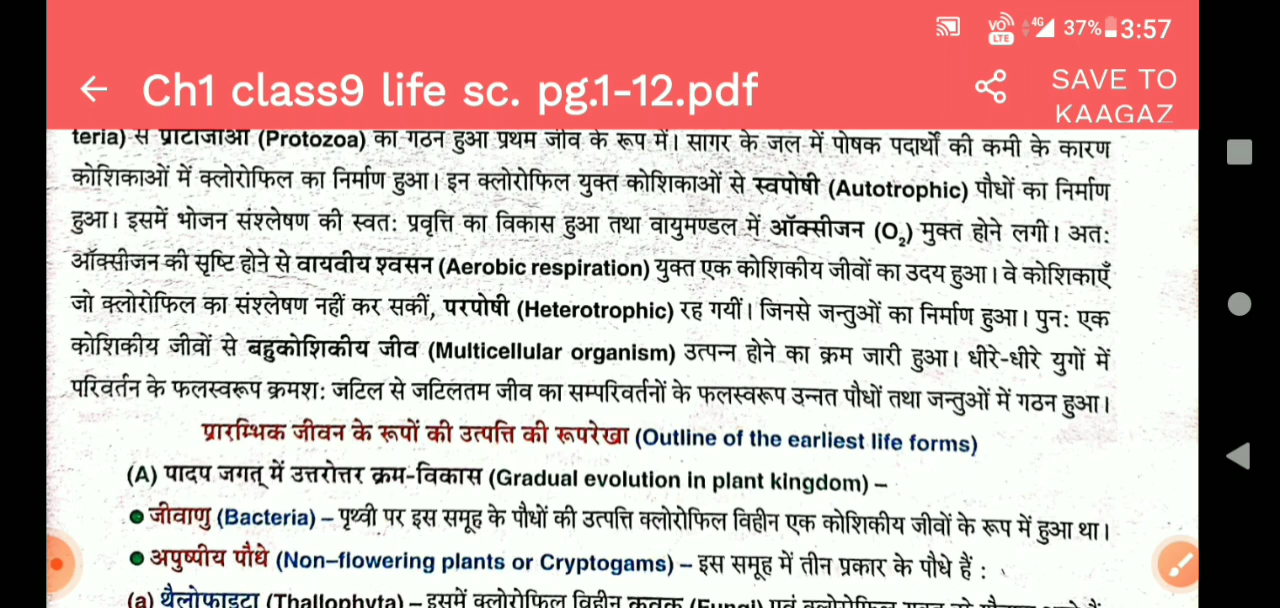 VO LTE 4G 37% 3:57
← Ch1 class9 life sc. pg.1-12.pdf
SAVE TO
KAAGAZ
teria) से प्रोटोजोआ (Protozoa) का गठन हुआ प्रथम जीव के रूप में। सागर के जल में पोषक पदार्थों की कमी के कारण
कोशिकाओं में क्लोरोफिल का निर्माण हुआ। इन क्लोरोफिल युक्त कोशिकाओं से स्वपोषी (Autotrophic) पौधों का निर्माण
हुआ। इसमें भोजन संश्लेषण की स्वत: प्रवृत्ति का विकास हुआ तथा वायुमण्डल में ऑक्सीजन (O₂) मुक्त होने लगी। अत:
ऑक्सीजन की सृष्टि होने से वायवीय श्वसन (Aerobic respiration) युक्त एक कोशिकीय जीवों का उदय हुआ। वे कोशिकाएँ
जो क्लोरोफिल का संश्लेषण नहीं कर सकीं, परपोषी (Heterotrophic) रह गयीं। जिनसे जन्तुओं का निर्माण हुआ। पुन: एक
कोशिकीय जीवों से बहुकोशिकीय जीव (Multicellular organism) उत्पन्न होने का क्रम जारी हुआ। धीरे-धीरे युगों में
परिवर्तन के फलस्वरूप क्रमश: जटिल से जटिलतम जीव का सम्परिवर्तनों के फलस्वरूप उन्नत पौधों तथा जन्तुओं में गठन हुआ।
प्रारम्भिक जीवन के रूपों की उत्पत्ति की रूपरेखा (Outline of the earliest life forms)
(A) पादप जगत् में उत्तरोत्तर क्रम-विकास (Gradual evolution in plant kingdom) –
● जीवाणु (Bacteria) – पृथ्वी पर इस समूह के पौधों की उत्पत्ति क्लोरोफिल विहीन एक कोशिकीय जीवों के रूप में हुआ था।
● अपुष्पीय पौधे (Non–flowering plants or Cryptogams) – इस समूह में तीन प्रकार के पौधे हैं :
(a) थैलोफाइटा (Thallophyta) – इसमें क्लोरोफिल विहीन कवक (Fungi) एवं क्लोरोफिल